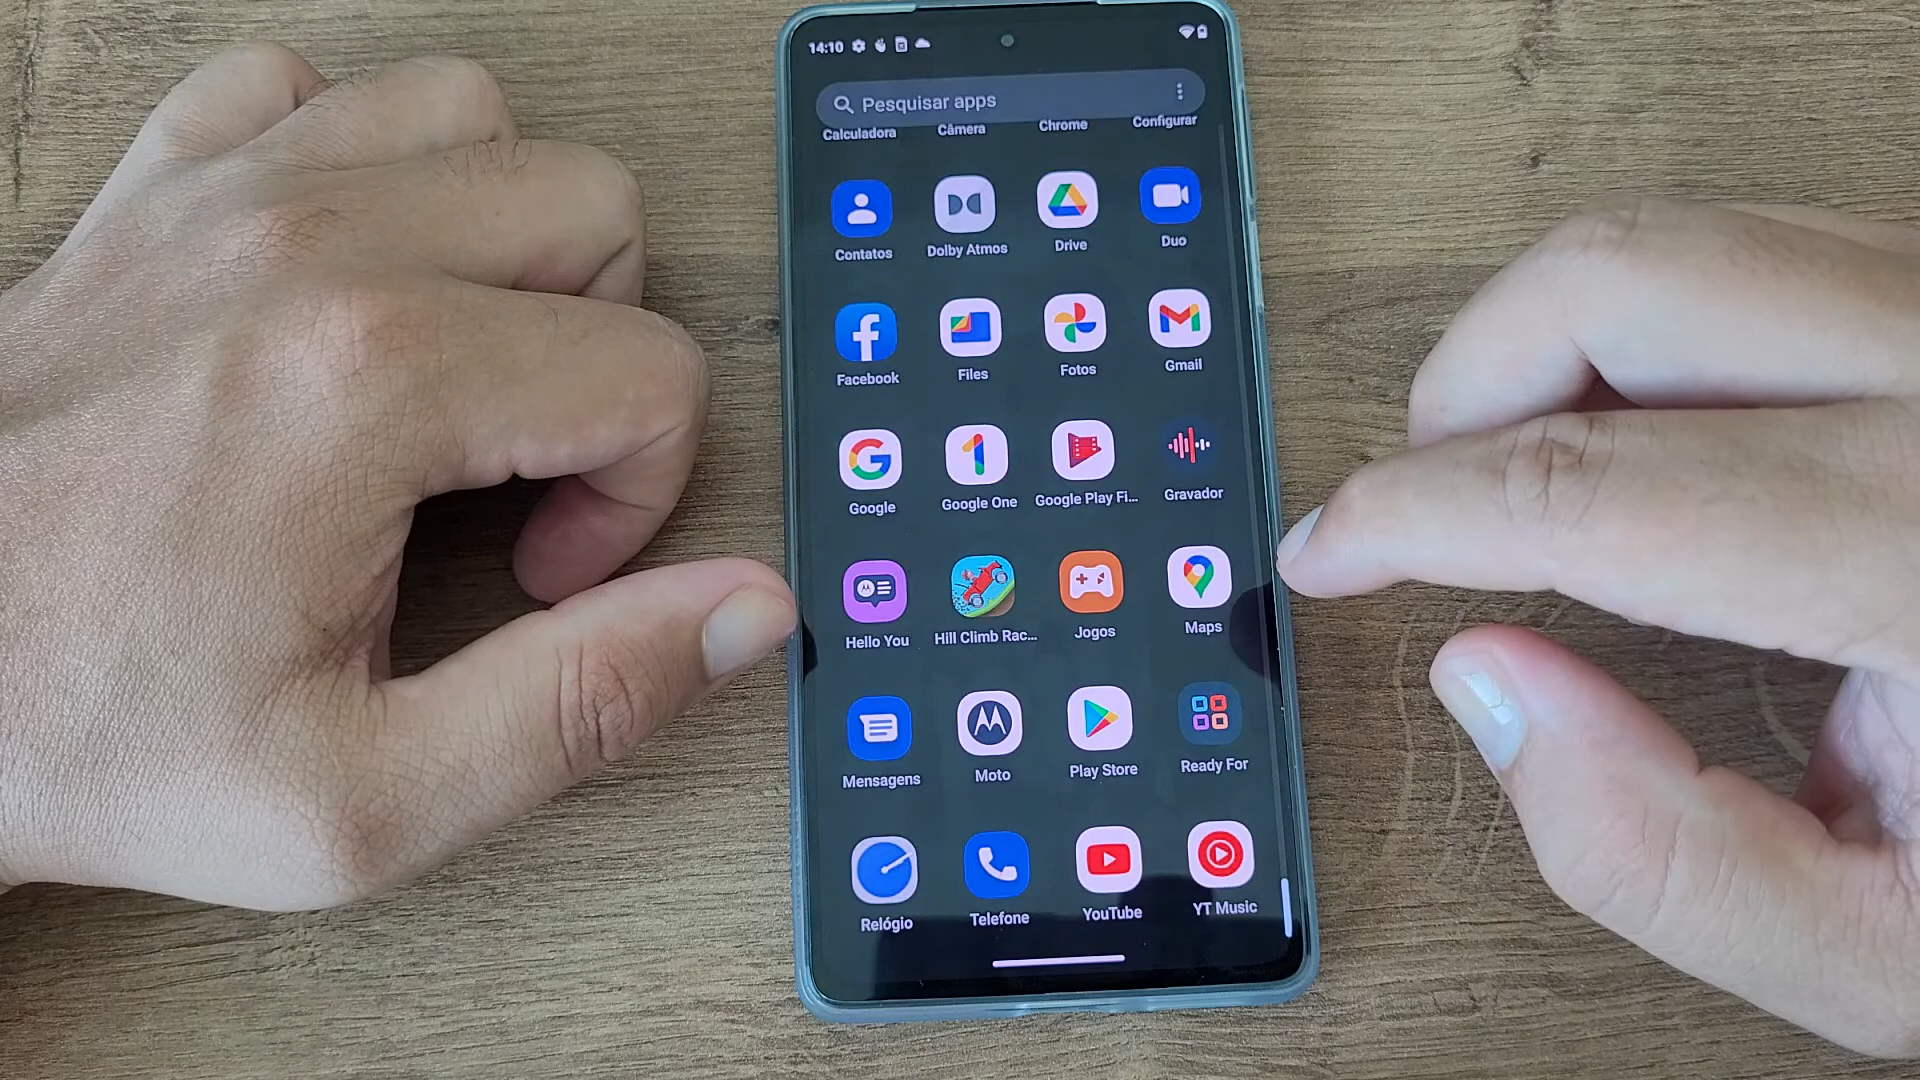 14:10
Pesquisar apps
Calculadora Câmera Chrome Configurar
Contatos Dolby Atmos Drive Duo
Facebook Files Fotos Gmail
Google Google One Google Play Fi... Gravador
Hello You Hill Climb Rac... Jogos Maps
Mensagens Moto Play Store Ready For
Relógio Telefone YouTube YT Music